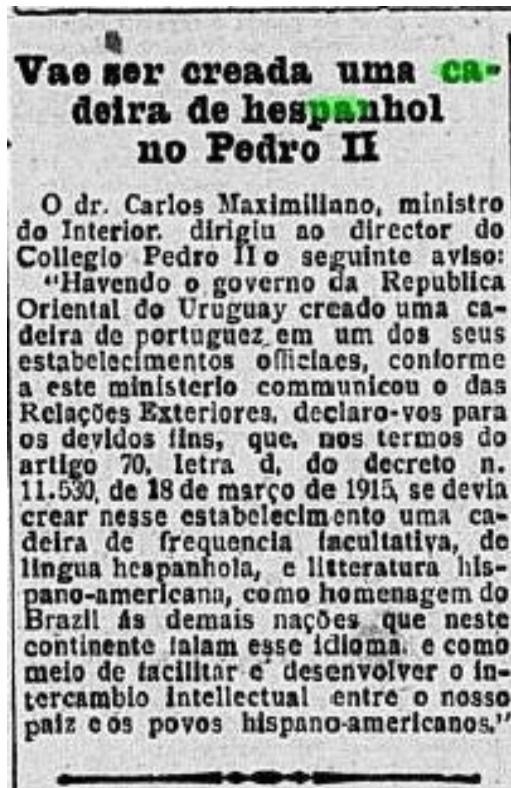 Vae ser creada uma ca-
deira de hespanhol
no Pedro II
O dr. Carlos Maximiliano, ministro
do Interior. dirigiu ao director do
Collegio Pedro II o seguinte aviso:
"Havendo o governo da Republica
Oriental do Uruguay creado uma ca-
deira de portuguez em um dos seus
estabelecimentos officiaes, conforme
a este ministerio communicou o das
Relações Exteriores, declaro-vos para
os devidos fins, que, nos termos do
artigo 70, letra d, do decreto n.
11.530, de 18 de março de 1915, se devia
crear nesse estabelecimento uma ca-
deira de frequencia facultativa, de
lingua hespanhola, e litteratura his-
pano-americana, como homenagem do
Brazil ás demais nações que neste
continente falam esse idioma e como
meio de facilitar e desenvolver o in-
tercambio intellectual entre o nosso
paiz e os povos hispano-americanos."